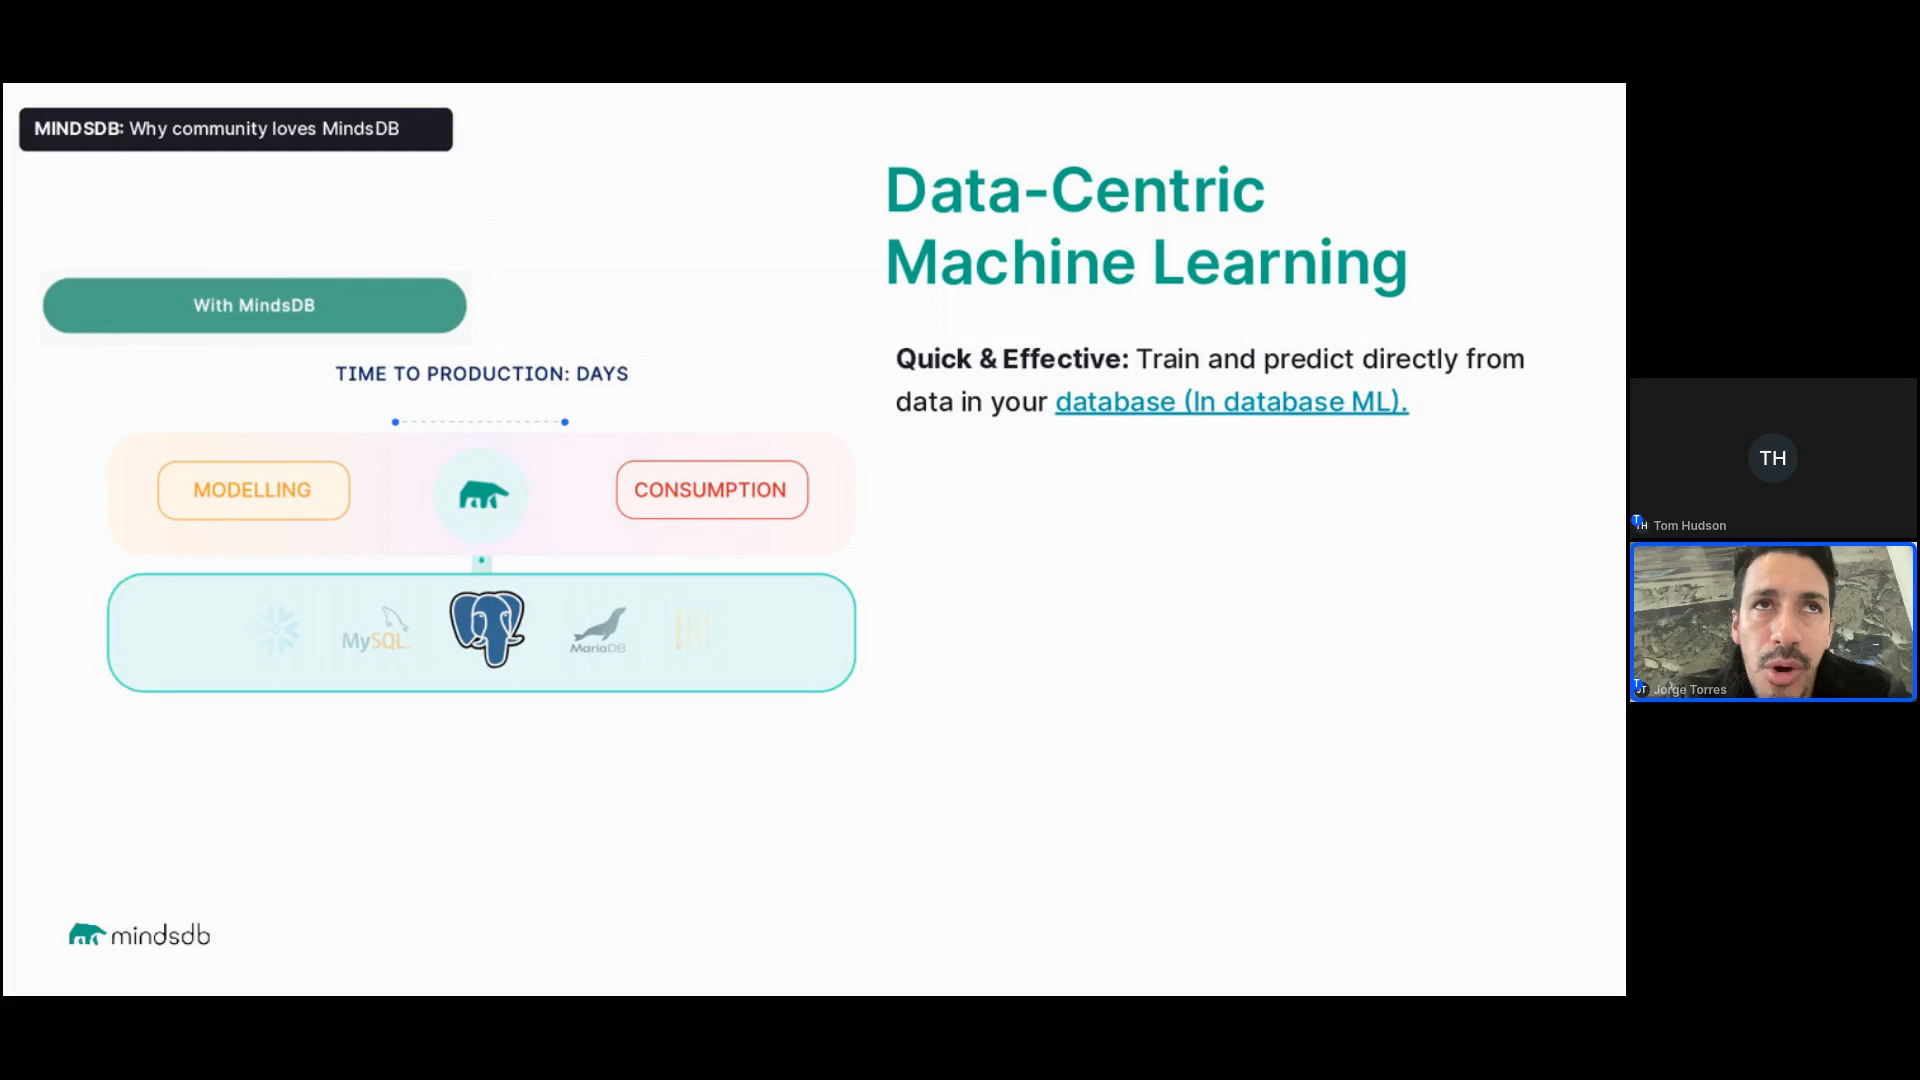 MINDSDB: Why community loves MindsDB
Data-Centric
Machine Learning
With MindsDB
Quick & Effective: Train and predict directly from
data in your database (In database ML).
TIME TO PRODUCTION: DAYS
MODELLING
CONSUMPTION
MySQL
MariaDB
mindsdb
TH
TH Tom Hudson
JT Jorge Torres